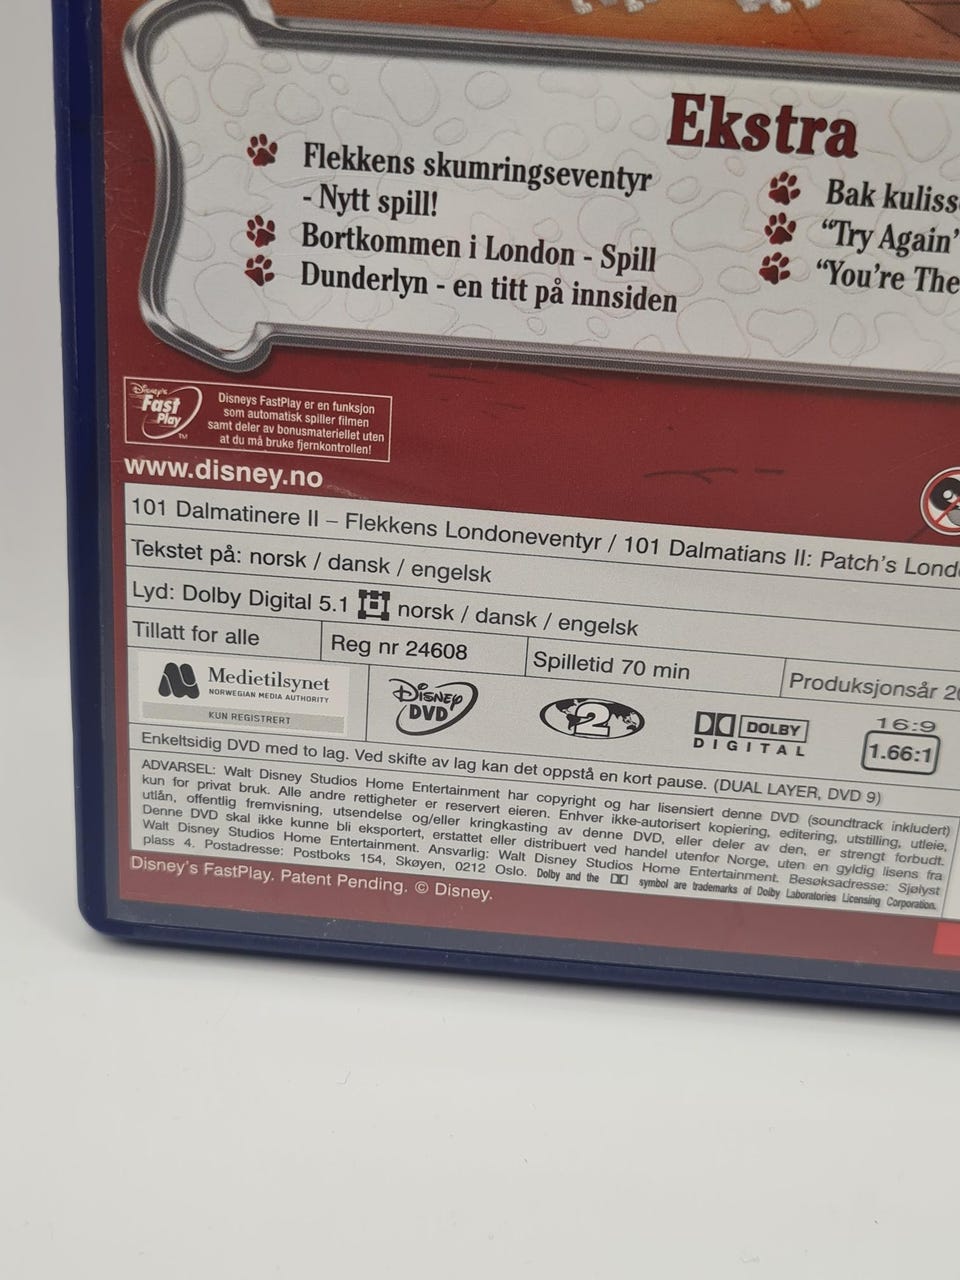 Ekstra
Flekkens skumringseventyr
- Nytt spill!
Bortkommen i London - Spill
Dunderlyn - en titt på innsiden
Bak kuliss
"Try Again"
"You're The
Disney's
Fast
Play
TM
Disneys FastPlay er en funksjon
som automatisk spiller filmen
samt deler av bonusmateriellet uten
at du må bruke fjernkontrollen!
www.disney.no
101 Dalmatinere II – Flekkens Londoneventyr / 101 Dalmatians II: Patch's Lond
Tekstet på: norsk / dansk / engelsk
Lyd: Dolby Digital 5.1 norsk / dansk / engelsk
Tillatt for alle
Reg nr 24608
Spilletid 70 min
Produksjonsår 20
Medietilsynet
NORWEGIAN MEDIA AUTHORITY
KUN REGISTRERT
Disney
DVD
2
DOLBY
DIGITAL
16:9
1.66:1
Enkeltsidig DVD med to lag. Ved skifte av lag kan det oppstå en kort pause. (DUAL LAYER, DVD 9)
ADVARSEL: Walt Disney Studios Home Entertainment har copyright og har lisensiert denne DVD (soundtrack inkludert)
kun for privat bruk. Alle andre rettigheter er reservert eieren. Enhver ikke-autorisert kopiering, editering, utstilling, utleie,
utlån, offentlig fremvisning, utsendelse og/eller kringkasting av denne DVD, eller deler av den, er strengt forbudt.
Denne DVD skal ikke kunne bli eksportert, erstattet eller distribuert ved handel utenfor Norge, uten en gyldig lisens fra
Walt Disney Studios Home Entertainment. Ansvarlig: Walt Disney Studios Home Entertainment. Besøksadresse: Sjølyst
plass 4. Postadresse: Postboks 154, Skøyen, 0212 Oslo. Dolby and the symbol are trademarks of Dolby Laboratories Licensing Corporation.
Disney's FastPlay. Patent Pending. © Disney.